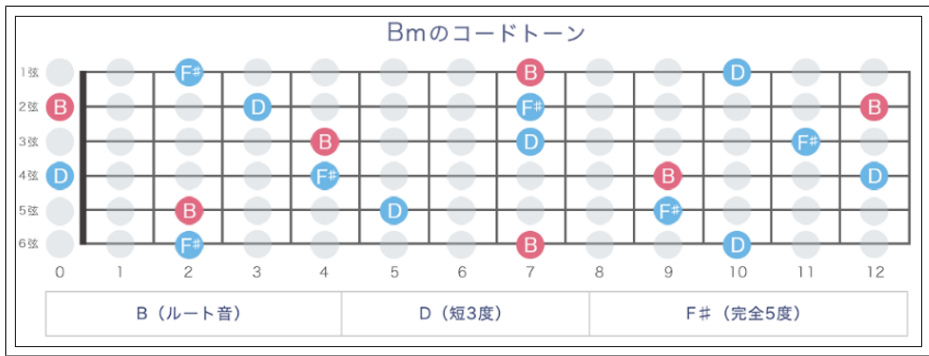 Bmのコードトーン
1弦 F♯ B D
2弦 B D F♯ B
3弦 B D F♯
4弦 D F♯ B D
5弦 B D F♯
6弦 F♯ B D
0 1 2 3 4 5 6 7 8 9 10 11 12
B（ルート音） D（短3度） F♯（完全5度）